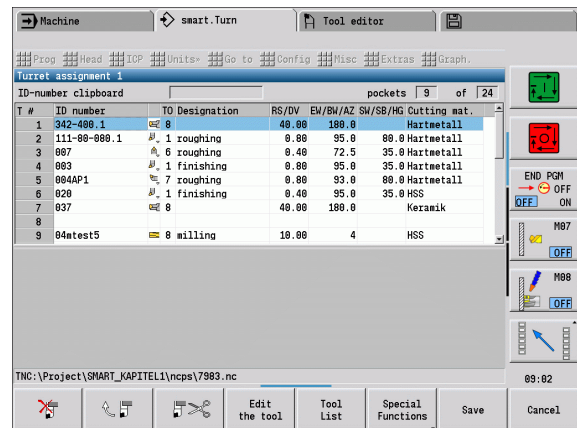 Machine smart.Turn Tool editor
Prog Head ICP Units» Go to Config Misc Extras Graph.
Turret assignment 1
ID-number clipboard pockets 9 of 24
T # ID number TO Designation RS/DV EW/BW/AZ SW/SB/HG Cutting mat.
1 342-400.1 8 40.00 180.0 Hartmetall
2 111-80-080.1 1 roughing 0.80 95.0 80.0 Hartmetall
3 007 6 roughing 0.40 72.5 35.0 Hartmetall
4 003 1 finishing 0.80 95.0 35.0 Hartmetall
5 004AP1 7 roughing 0.80 93.0 80.0 Hartmetall
6 020 1 finishing 0.40 95.0 35.0 HSS
7 037 8 40.00 180.0 Keramik
8
9 04mtest5 8 milling 10.00 4 HSS
END PGM
OFF
OFF ON
M07
OFF
M08
OFF
TNC:\Project\SMART_KAPITEL1\ncps\7983.nc
09:02
Edit the tool
Tool List
Special Functions
Save
Cancel